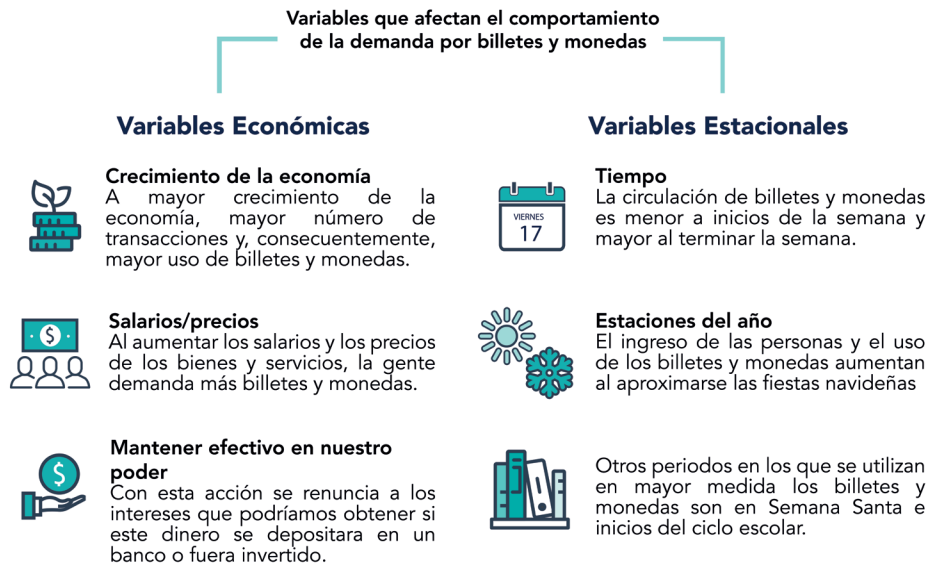 Variables que afectan el comportamiento
de la demanda por billetes y monedas
Variables Económicas
Crecimiento de la economía
A mayor crecimiento de la
economía, mayor número de
transacciones y, consecuentemente,
mayor uso de billetes y monedas.
$
Salarios/precios
Al aumentar los salarios y los precios
de los bienes y servicios, la gente
demanda más billetes y monedas.
$
Mantener efectivo en nuestro
poder
Con esta acción se renuncia a los
intereses que podríamos obtener si
este dinero se depositara en un
banco o fuera invertido.
Variables Estacionales
VIERNES
17
Tiempo
La circulación de billetes y monedas
es menor a inicios de la semana y
mayor al terminar la semana.
Estaciones del año
El ingreso de las personas y el uso
de los billetes y monedas aumentan
al aproximarse las fiestas navideñas
Otros periodos en los que se utilizan
en mayor medida los billetes y
monedas son en Semana Santa e
inicios del ciclo escolar.